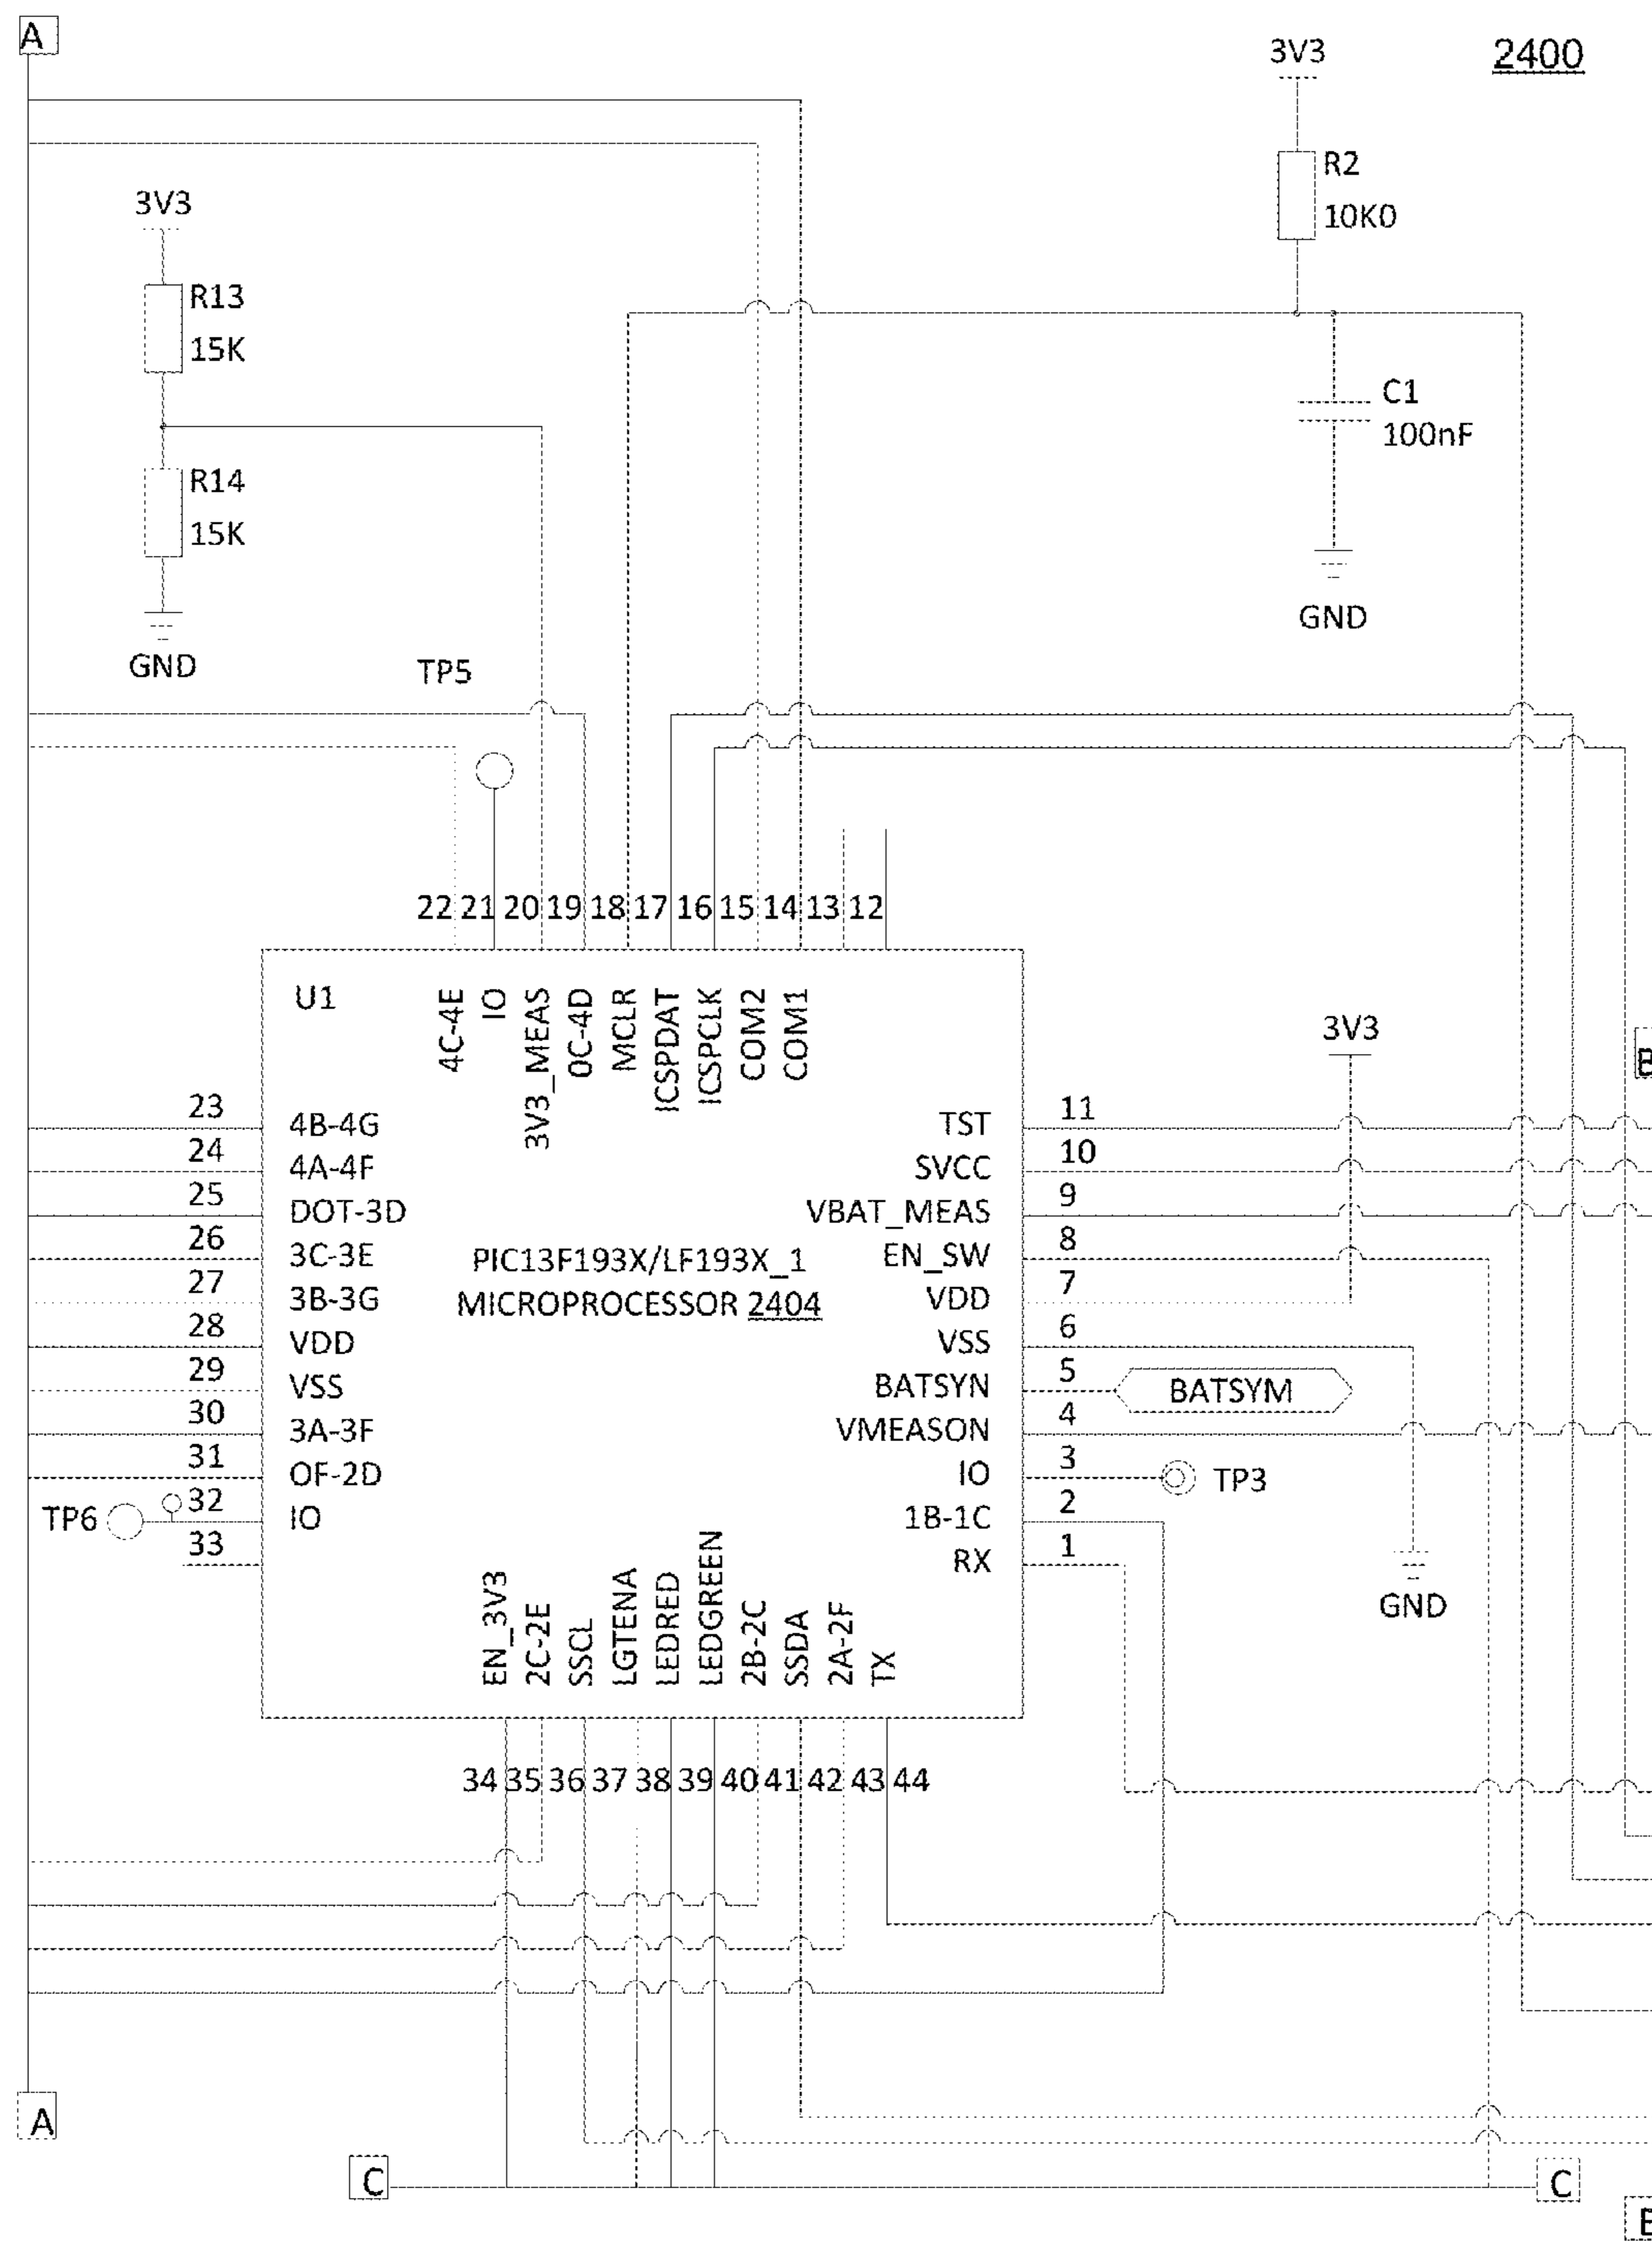 A
3V3
2400
R2
10K0
3V3
R13
15K
C1
100nF
R14
15K
GND
GND
TP5
22 21 20 19 18 17 16 15 14 13 12
U1
4C-4E
IO
3V3_MEAS
0C-4D
MCLR
ICSPDAT
ICSPCLK
COM2
COM1
3V3
B
23
4B-4G
24
4A-4F
25
DOT-3D
26
3C-3E
27
3B-3G
28
VDD
29
VSS
30
3A-3F
31
OF-2D
TP6
32
IO
33
PIC13F193X/LF193X_1
MICROPROCESSOR 2404
11
TST
10
SVCC
9
VBAT_MEAS
8
EN_SW
7
VDD
6
VSS
5
BATSYN
BATSYM
4
VMEASON
3
IO
TP3
2
1B-1C
1
RX
GND
EN_3V3
2C-2E
SSCL
LGTENA
LEDRED
LEDGREEN
2B-2C
SSDA
2A-2F
TX
34 35 36 37 38 39 40 41 42 43 44
A
C
C